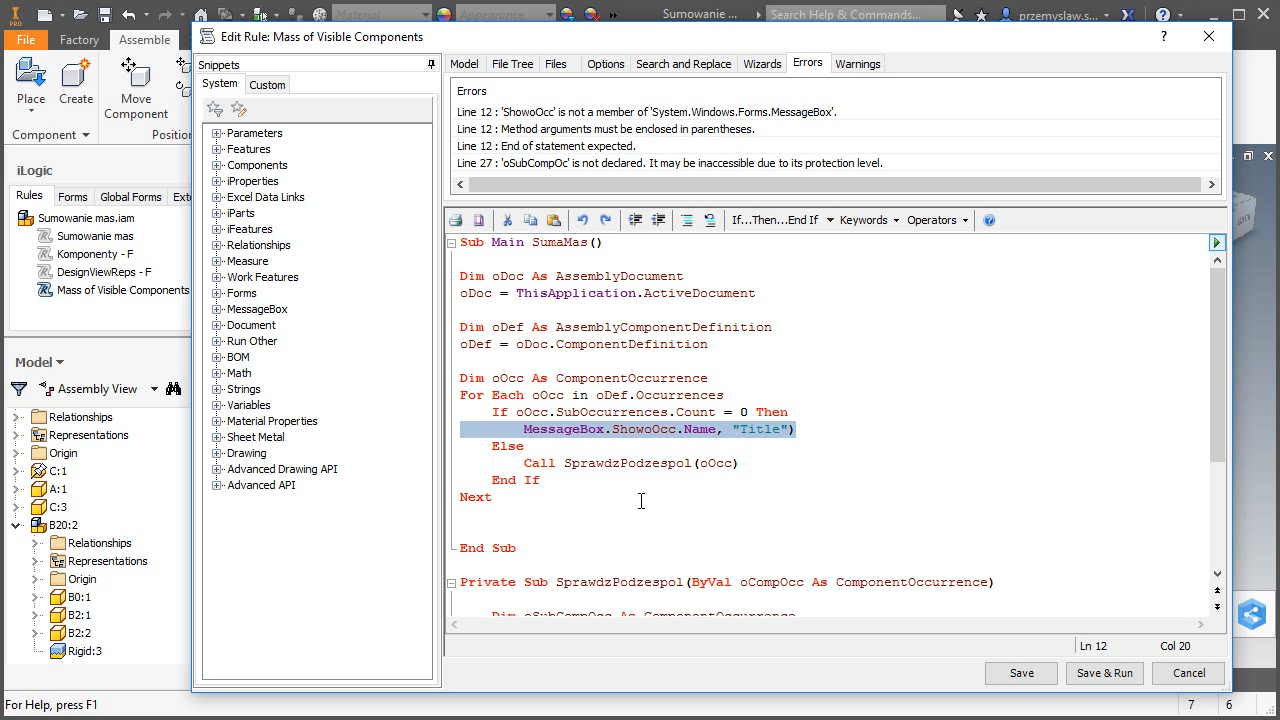 PRO
Material
Appearance
Sumowanie ...
Search Help & Commands...
przemyslaw.s...
File
Factory
Assemble
Place
Create
Move
Component
Component
Position
iLogic
Rules
Forms
Global Forms
Sumowanie mas.iam
Sumowanie mas
Komponenty - F
DesignViewReps - F
Mass of Visible Components
Model
Assembly View
Relationships
Representations
Origin
C:1
A:1
C:3
B20:2
Relationships
Representations
Origin
B0:1
B2:1
B2:2
Rigid:3
For Help, press F1
7 6
Edit Rule: Mass of Visible Components
?
Snippets
System
Custom
Parameters
Features
Components
iProperties
Excel Data Links
iParts
iFeatures
Relationships
Measure
Work Features
Forms
MessageBox
Document
Run Other
BOM
Math
Strings
Variables
Material Properties
Sheet Metal
Drawing
Advanced Drawing API
Advanced API
Model
File Tree
Files
Options
Search and Replace
Wizards
Errors
Warnings
Errors
Line 12 : 'ShowoOcc' is not a member of 'System.Windows.Forms.MessageBox'.
Line 12 : Method arguments must be enclosed in parentheses.
Line 12 : End of statement expected.
Line 27 : 'oSubCompOc' is not declared. It may be inaccessible due to its protection level.
If...Then...End If
Keywords
Operators
Sub Main SumaMas()
Dim oDoc As AssemblyDocument
oDoc = ThisApplication.ActiveDocument
Dim oDef As AssemblyComponentDefinition
oDef = oDoc.ComponentDefinition
Dim oOcc As ComponentOccurrence
For Each oOcc in oDef.Occurrences
If oOcc.SubOccurrences.Count = 0 Then
MessageBox.ShowoOcc.Name, "Title")
Else
Call SprawdzPodzespol(oOcc)
End If
Next
End Sub
Private Sub SprawdzPodzespol(ByVal oCompOcc As ComponentOccurrence)
Dim oSubCompOcc As ComponentOccurrence
Ln 12
Col 20
Save
Save & Run
Cancel